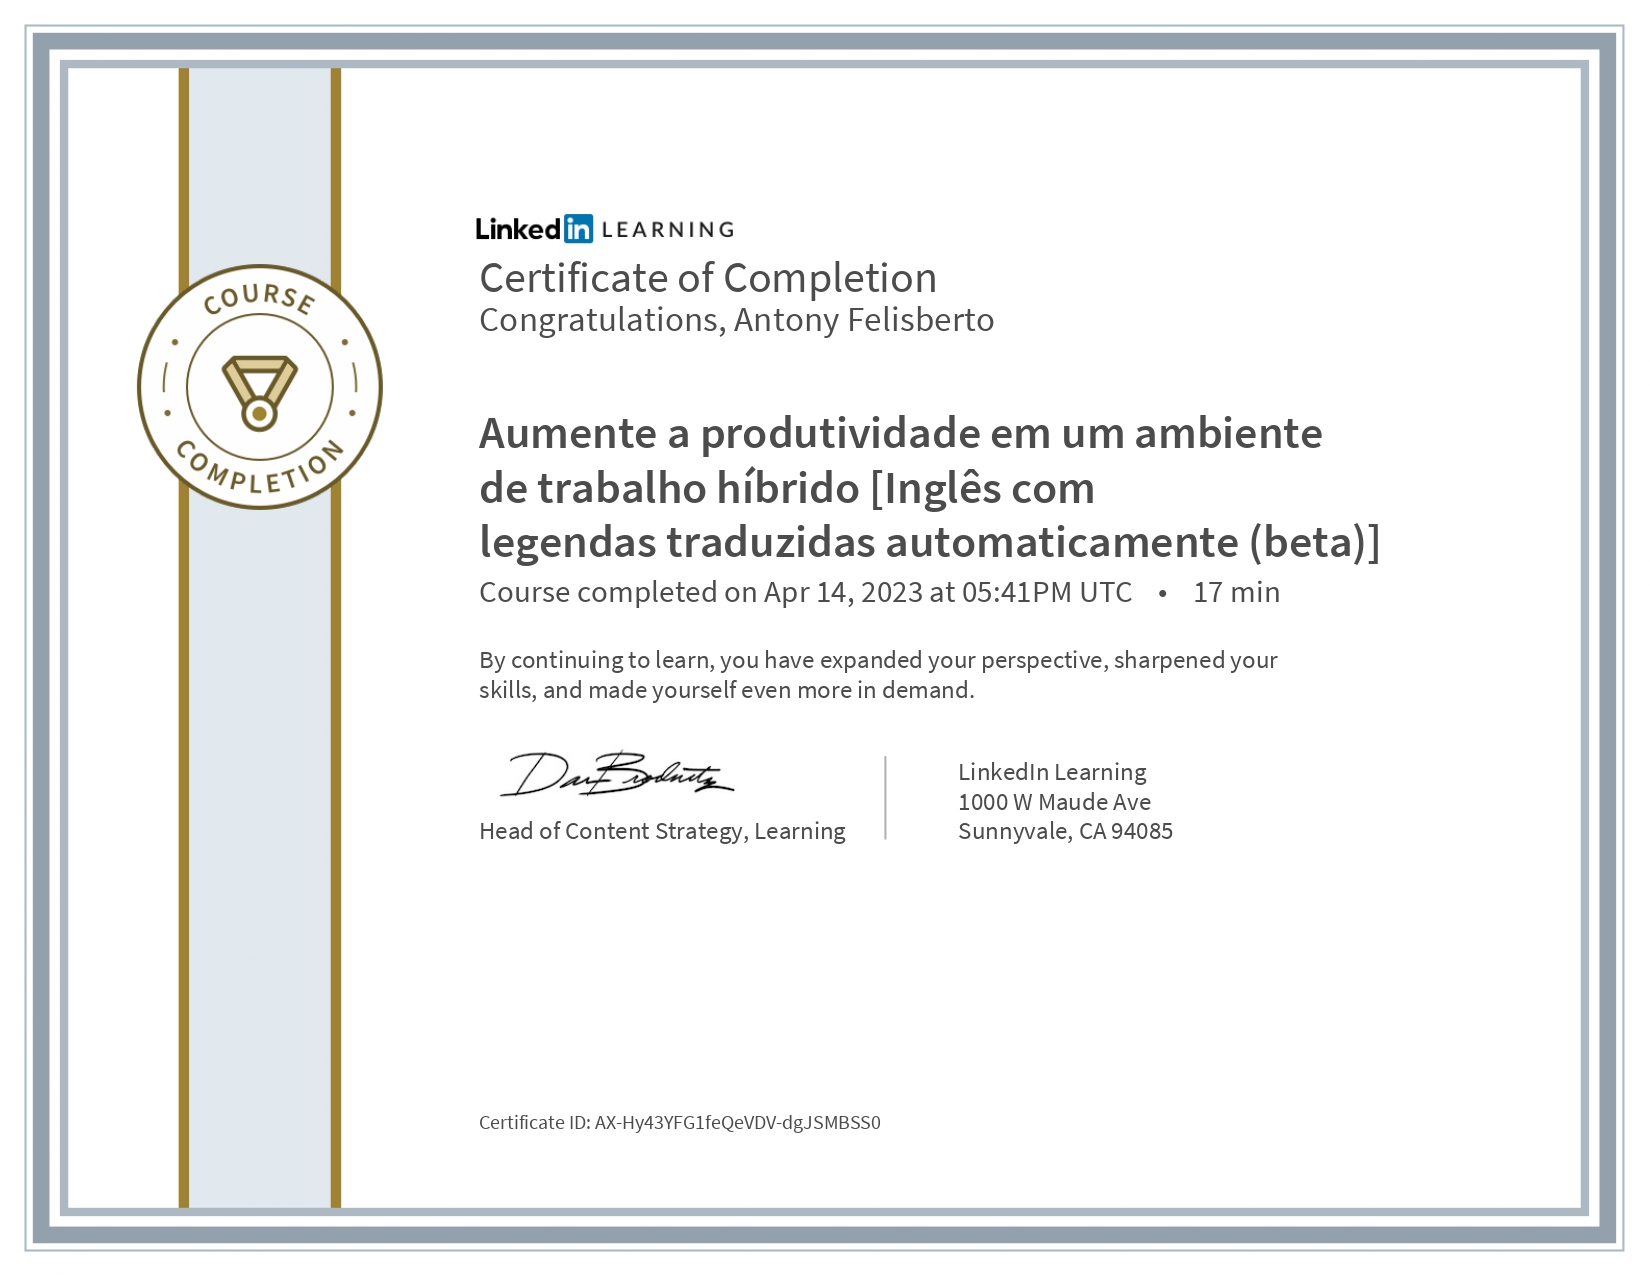 LinkedIn LEARNING
Certificate of Completion
Congratulations, Antony Felisberto
COURSE
COMPLETION
Aumente a produtividade em um ambiente
de trabalho híbrido [Inglês com
legendas traduzidas automaticamente (beta)]
Course completed on Apr 14, 2023 at 05:41PM UTC • 17 min
By continuing to learn, you have expanded your perspective, sharpened your
skills, and made yourself even more in demand.
Head of Content Strategy, Learning
LinkedIn Learning
1000 W Maude Ave
Sunnyvale, CA 94085
Certificate ID: AX-Hy43YFG1feQeVDV-dgJSMBSS0